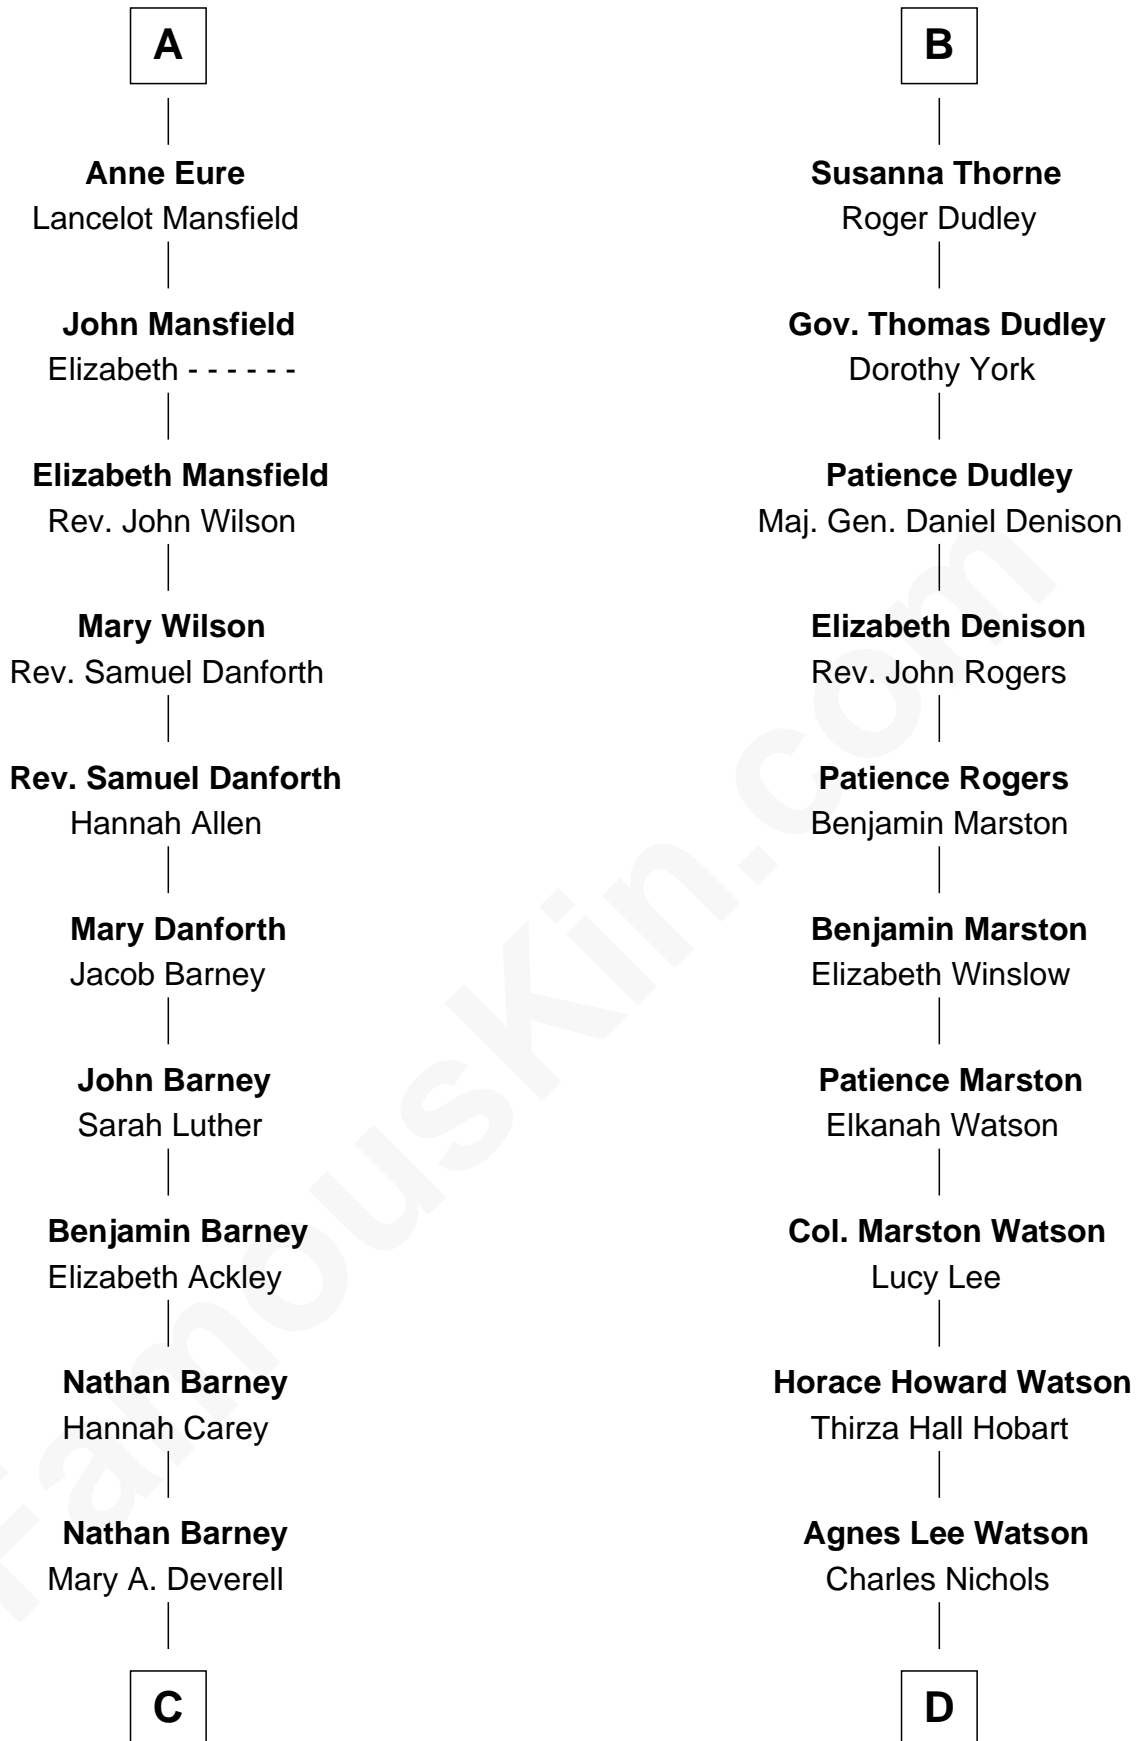 A
Anne Eure
Lancelot Mansfield
John Mansfield
Elizabeth - - - - - -
Elizabeth Mansfield
Rev. John Wilson
Mary Wilson
Rev. Samuel Danforth
Rev. Samuel Danforth
Hannah Allen
Mary Danforth
Jacob Barney
John Barney
Sarah Luther
Benjamin Barney
Elizabeth Ackley
Nathan Barney
Hannah Carey
Nathan Barney
Mary A. Deverell
C
B
Susanna Thorne
Roger Dudley
Gov. Thomas Dudley
Dorothy York
Patience Dudley
Maj. Gen. Daniel Denison
Elizabeth Denison
Rev. John Rogers
Patience Rogers
Benjamin Marston
Benjamin Marston
Elizabeth Winslow
Patience Marston
Elkanah Watson
Col. Marston Watson
Lucy Lee
Horace Howard Watson
Thirza Hall Hobart
Agnes Lee Watson
Charles Nichols
D
FamousKin.com